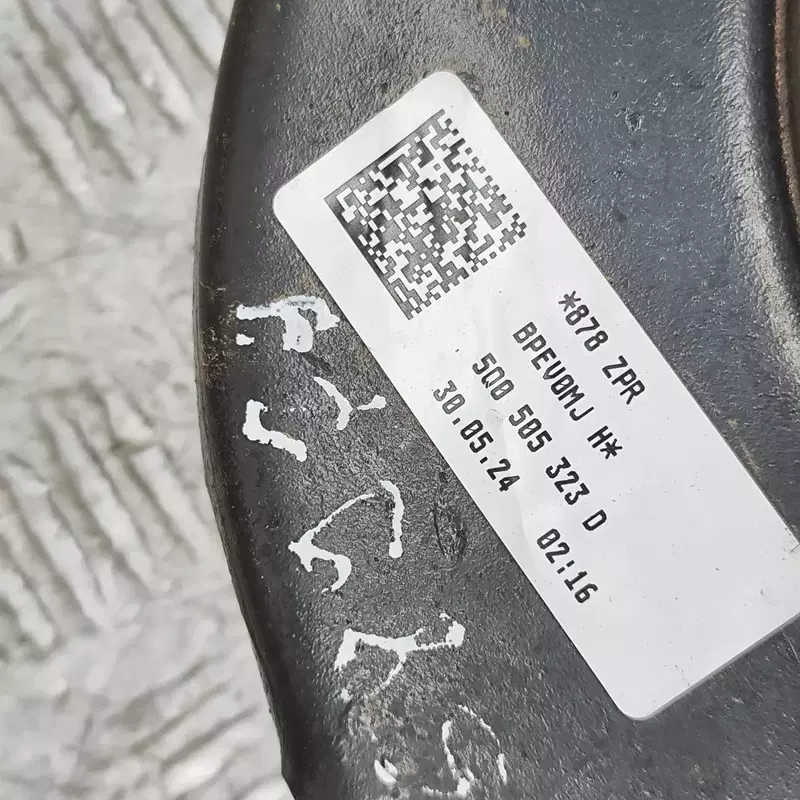 *878 ZPR
BPEV0MJ H*
5Q0 505 323 D
30.05.24 02:16